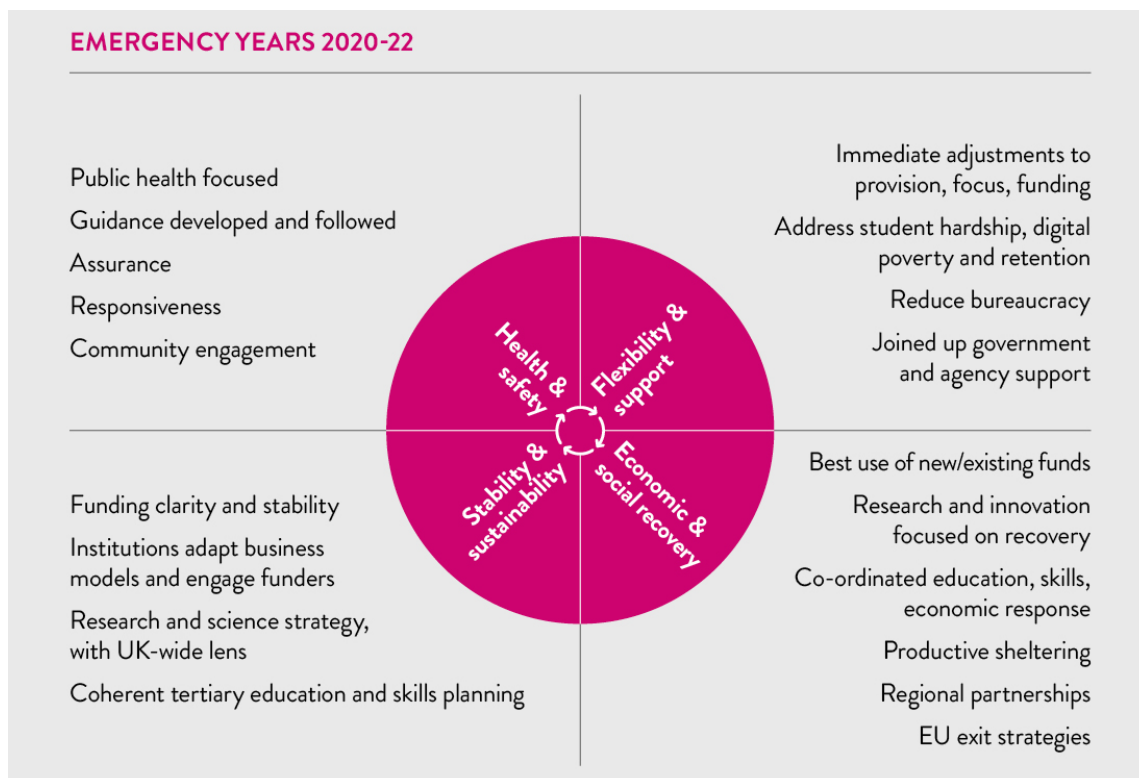 EMERGENCY YEARS 2020-22
Public health focused
Guidance developed and followed
Assurance
Responsiveness
Community engagement
Immediate adjustments to
provision, focus, funding
Address student hardship, digital
poverty and retention
Reduce bureaucracy
Joined up government
and agency support
Health &
safety
Flexibility &
support
Stability &
sustainability
Economic &
social recovery
Funding clarity and stability
Institutions adapt business
models and engage funders
Research and science strategy,
with UK-wide lens
Coherent tertiary education and skills planning
Best use of new/existing funds
Research and innovation
focused on recovery
Co-ordinated education, skills,
economic response
Productive sheltering
Regional partnerships
EU exit strategies